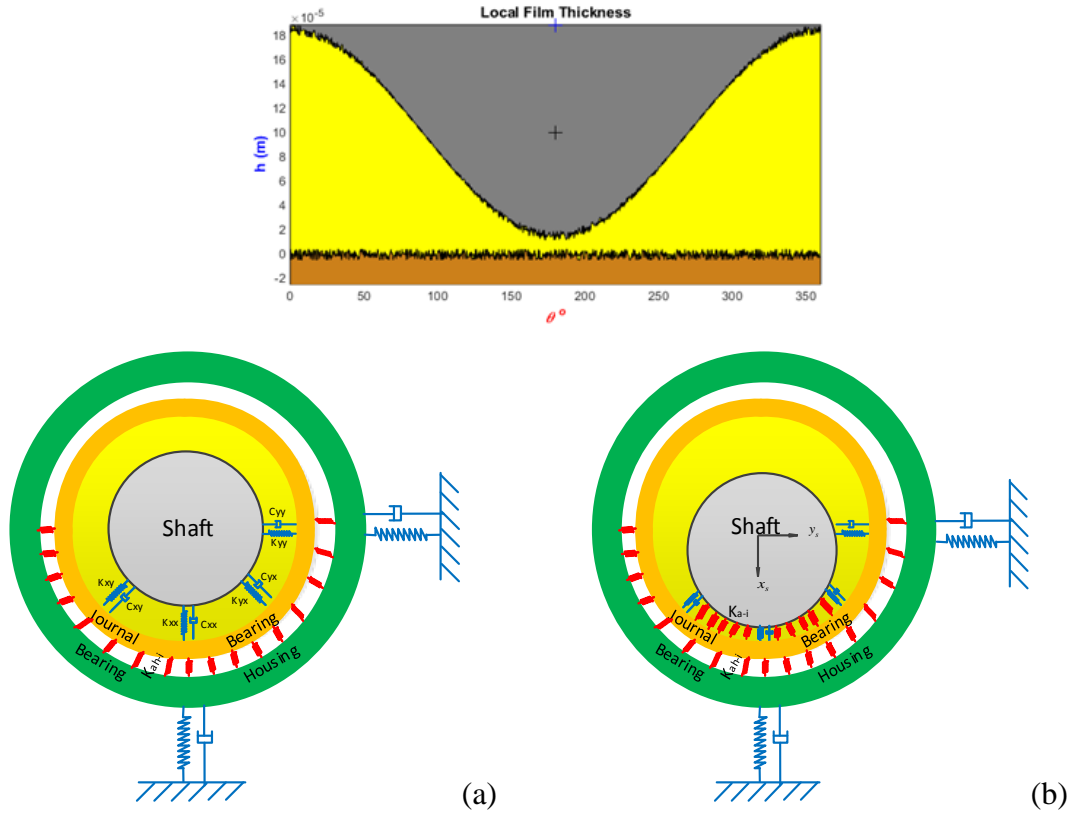 Local Film Thickness
×10⁻⁵
18
16
14
12
10
8
6
4
2
0
-2
h (m)
0 50 100 150 200 250 300 350
θ °
Shaft
Cyy
Kyy
Kxy
Cxy
Cyx
Kyx
Kxx
Cxx
Journal
Bearing
Bearing
Kah-i
Housing
(a)
Shaft
yₛ
xₛ
Ka-i
Journal
Bearing
Bearing
Kah-i
Housing
(b)